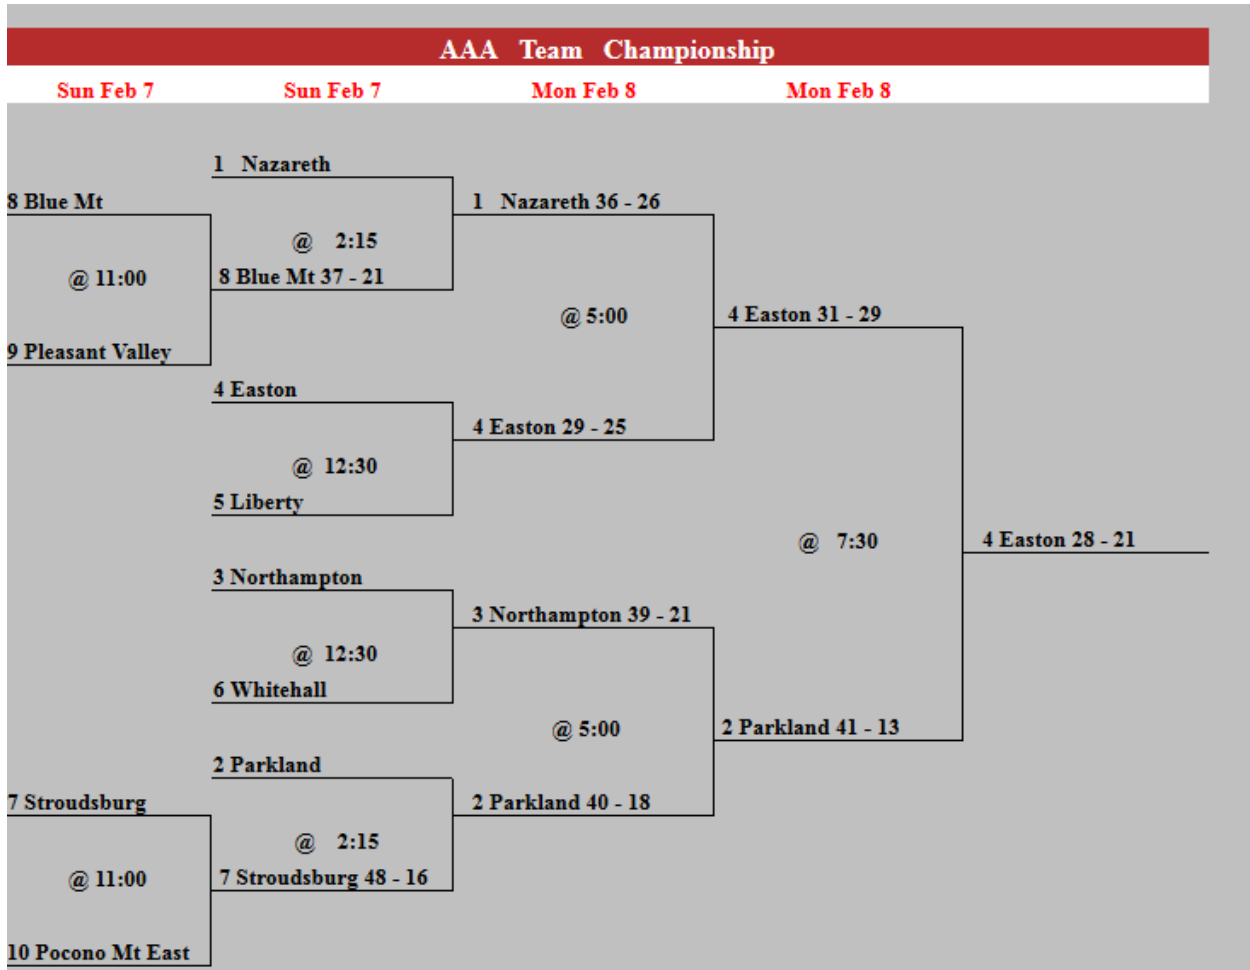 AAA Team Championship
Sun Feb 7 Sun Feb 7 Mon Feb 8 Mon Feb 8
1 Nazareth
8 Blue Mt
1 Nazareth 36 - 26
@ 2:15
@ 11:00
8 Blue Mt 37 - 21
@ 5:00
4 Easton 31 - 29
9 Pleasant Valley
4 Easton
4 Easton 29 - 25
@ 12:30
5 Liberty
@ 7:30
4 Easton 28 - 21
3 Northampton
3 Northampton 39 - 21
@ 12:30
6 Whitehall
@ 5:00
2 Parkland 41 - 13
2 Parkland
7 Stroudsburg
2 Parkland 40 - 18
@ 2:15
@ 11:00
7 Stroudsburg 48 - 16
10 Pocono Mt East